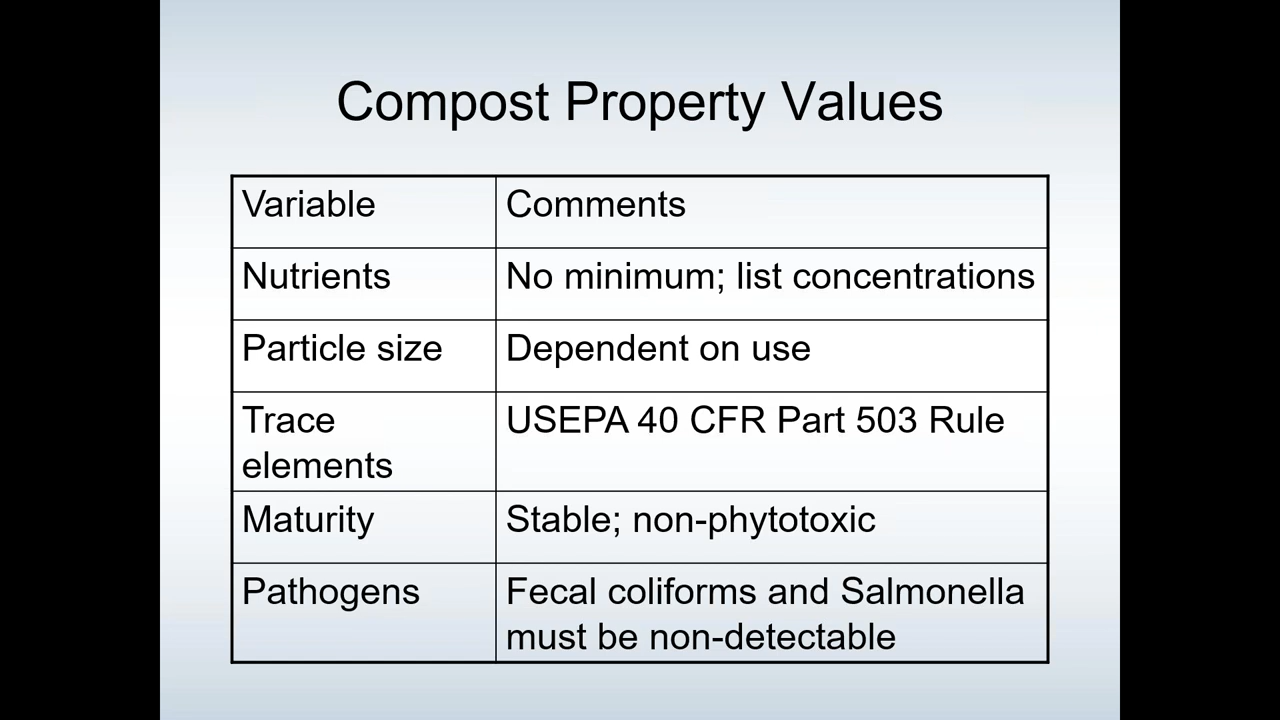 Compost Property Values
Variable
Comments
Nutrients
No minimum; list concentrations
Particle size
Dependent on use
Trace
elements
USEPA 40 CFR Part 503 Rule
Maturity
Stable; non-phytotoxic
Pathogens
Fecal coliforms and Salmonella
must be non-detectable